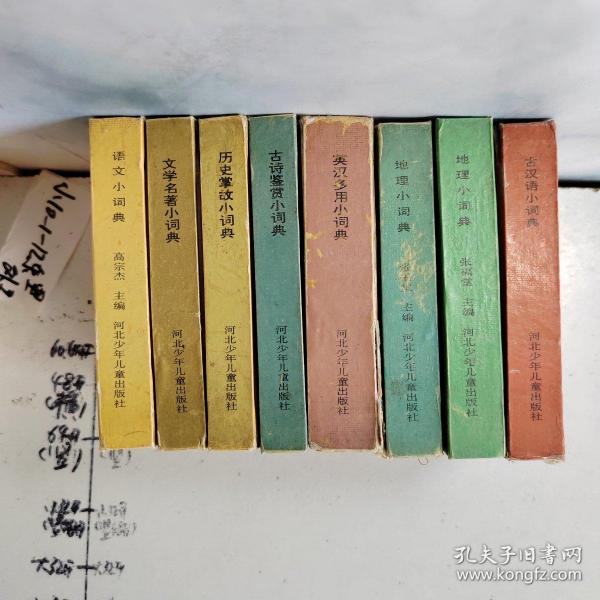 语文小词典 高宗杰 主编 河北少年儿童出版社
文学名著小词典 河北少年儿童出版社
历史掌故小词典 河北少年儿童出版社
古诗鉴赏小词典 河北少年儿童出版社
英汉多用小词典 河北少年儿童出版社
地理小词典 主编 河北少年儿童出版社
地理小词典 张福堂 主编 河北少年儿童出版社
古汉语小词典 河北少年儿童出版社
大32开
孔夫子旧书网
www.kongfz.com